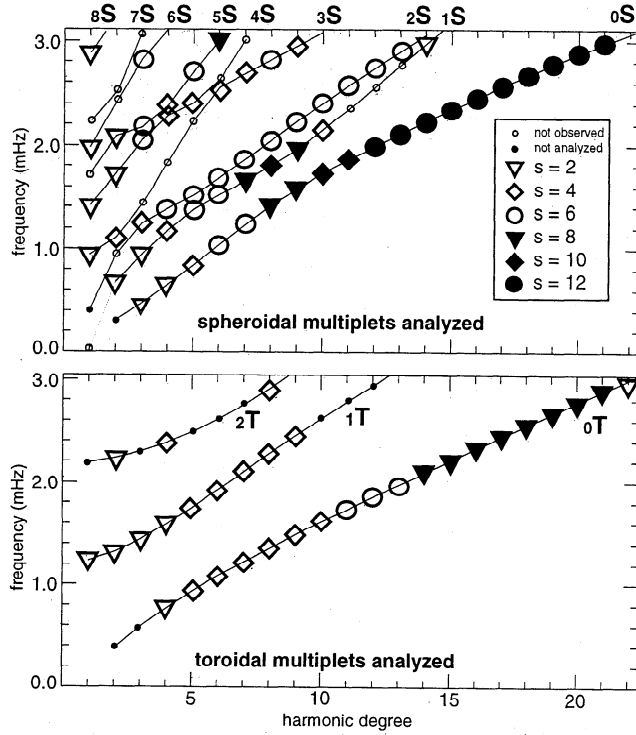 8S 7S 6S 5S 4S 3S 2S 1S 0S
3.0
2.0
1.0
0.0
frequency (mHz)
not observed
not analyzed
s = 2
s = 4
s = 6
s = 8
s = 10
s = 12
spheroidal multiplets analyzed
3.0
2.0
1.0
0.0
frequency (mHz)
2T
1T
0T
toroidal multiplets analyzed
5 10 15 20
harmonic degree